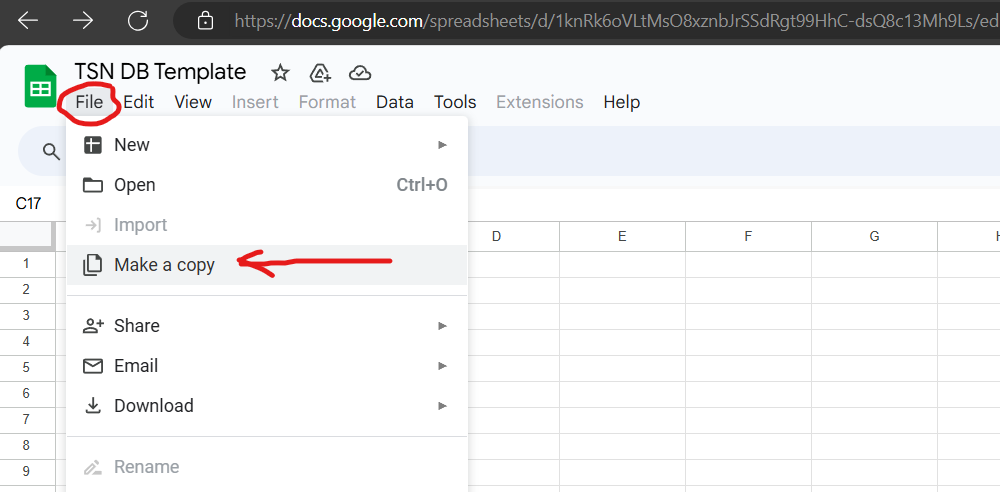 https://docs.google.com/spreadsheets/d/1knRk6oVLtMsO8xznbJrSSdRgt99HhC-dsQ8c13Mh9Ls/ed
TSN DB Template
File Edit View Insert Format Data Tools Extensions Help
New
Open Ctrl+O
Import
Make a copy
Share
Email
Download
Rename
C17
D E F G H
1
2
3
4
5
6
7
8
9